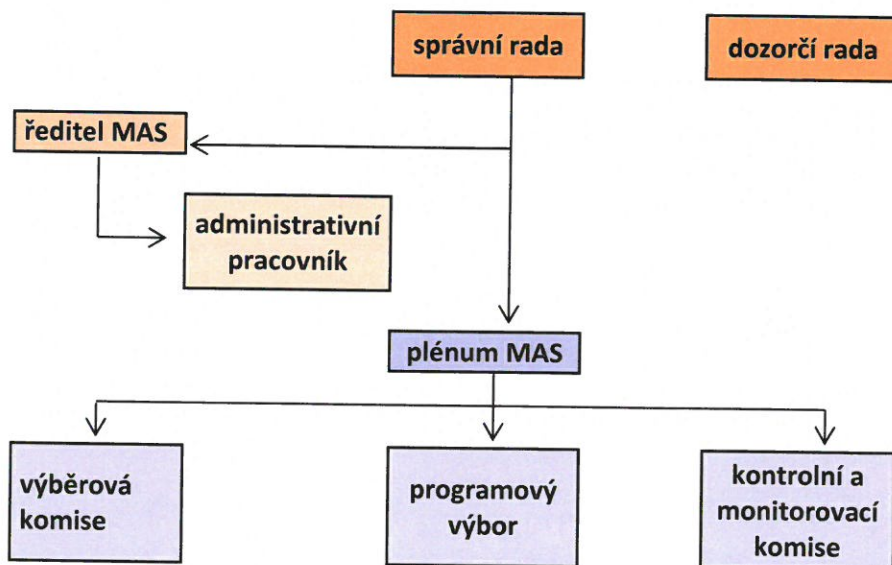 správní rada
dozorčí rada
ředitel MAS
administrativní
pracovník
plénum MAS
výběrová
komise
programový
výbor
kontrolní a
monitorovací
komise